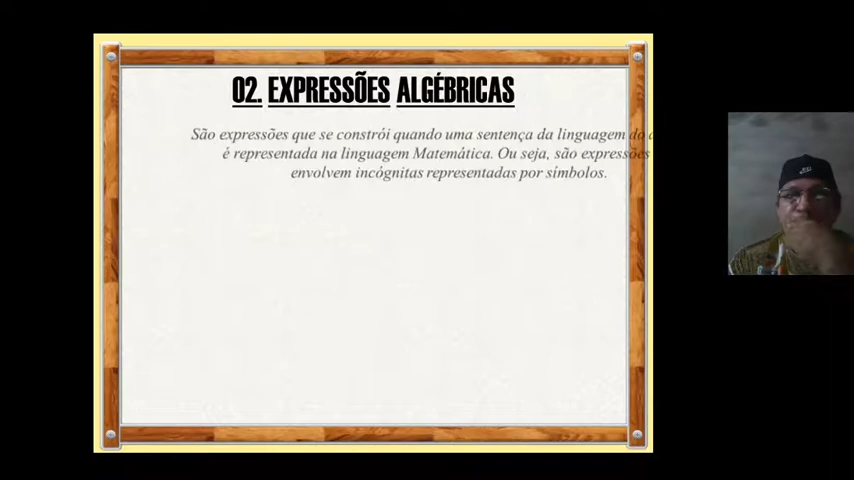 02. EXPRESSÕES ALGÉBRICAS
São expressões que se constrói quando uma sentença da linguagem do
é representada na linguagem Matemática. Ou seja, são expressões
envolvem incógnitas representadas por símbolos.